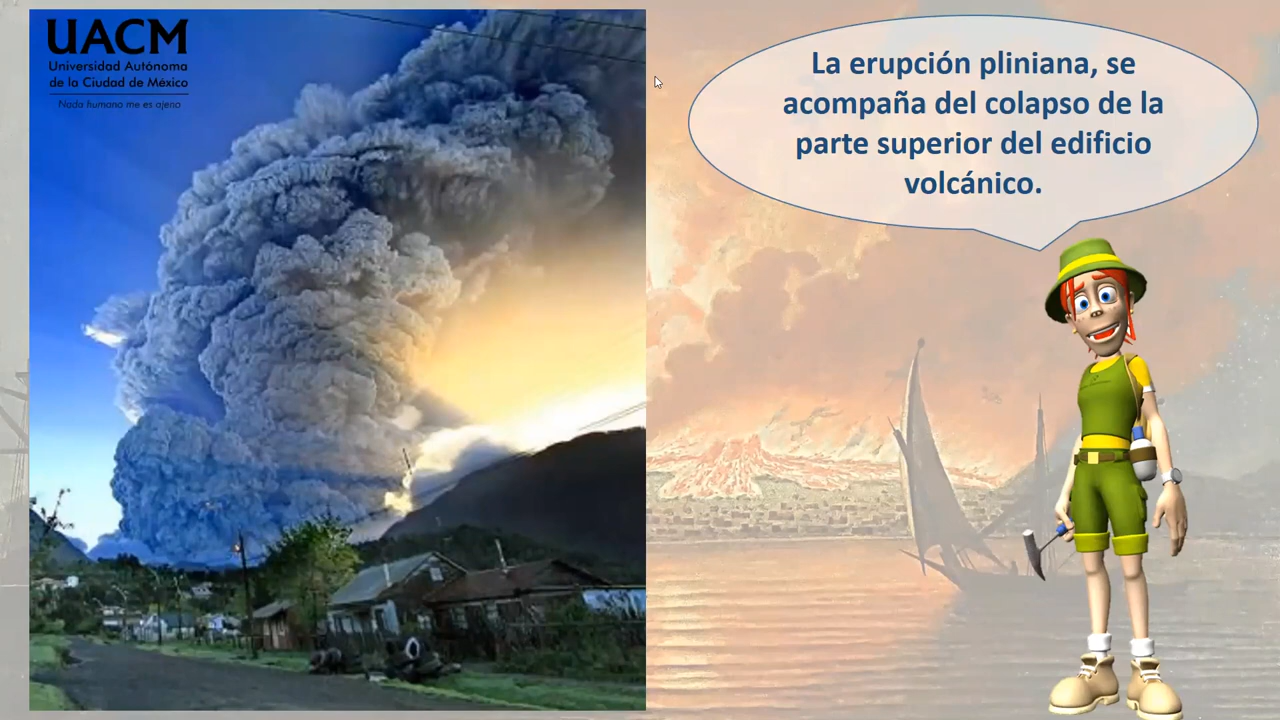 UACM
Universidad Autónoma
de la Ciudad de México
Nada humano me es ajeno
La erupción pliniana, se
acompaña del colapso de la
parte superior del edificio
volcánico.